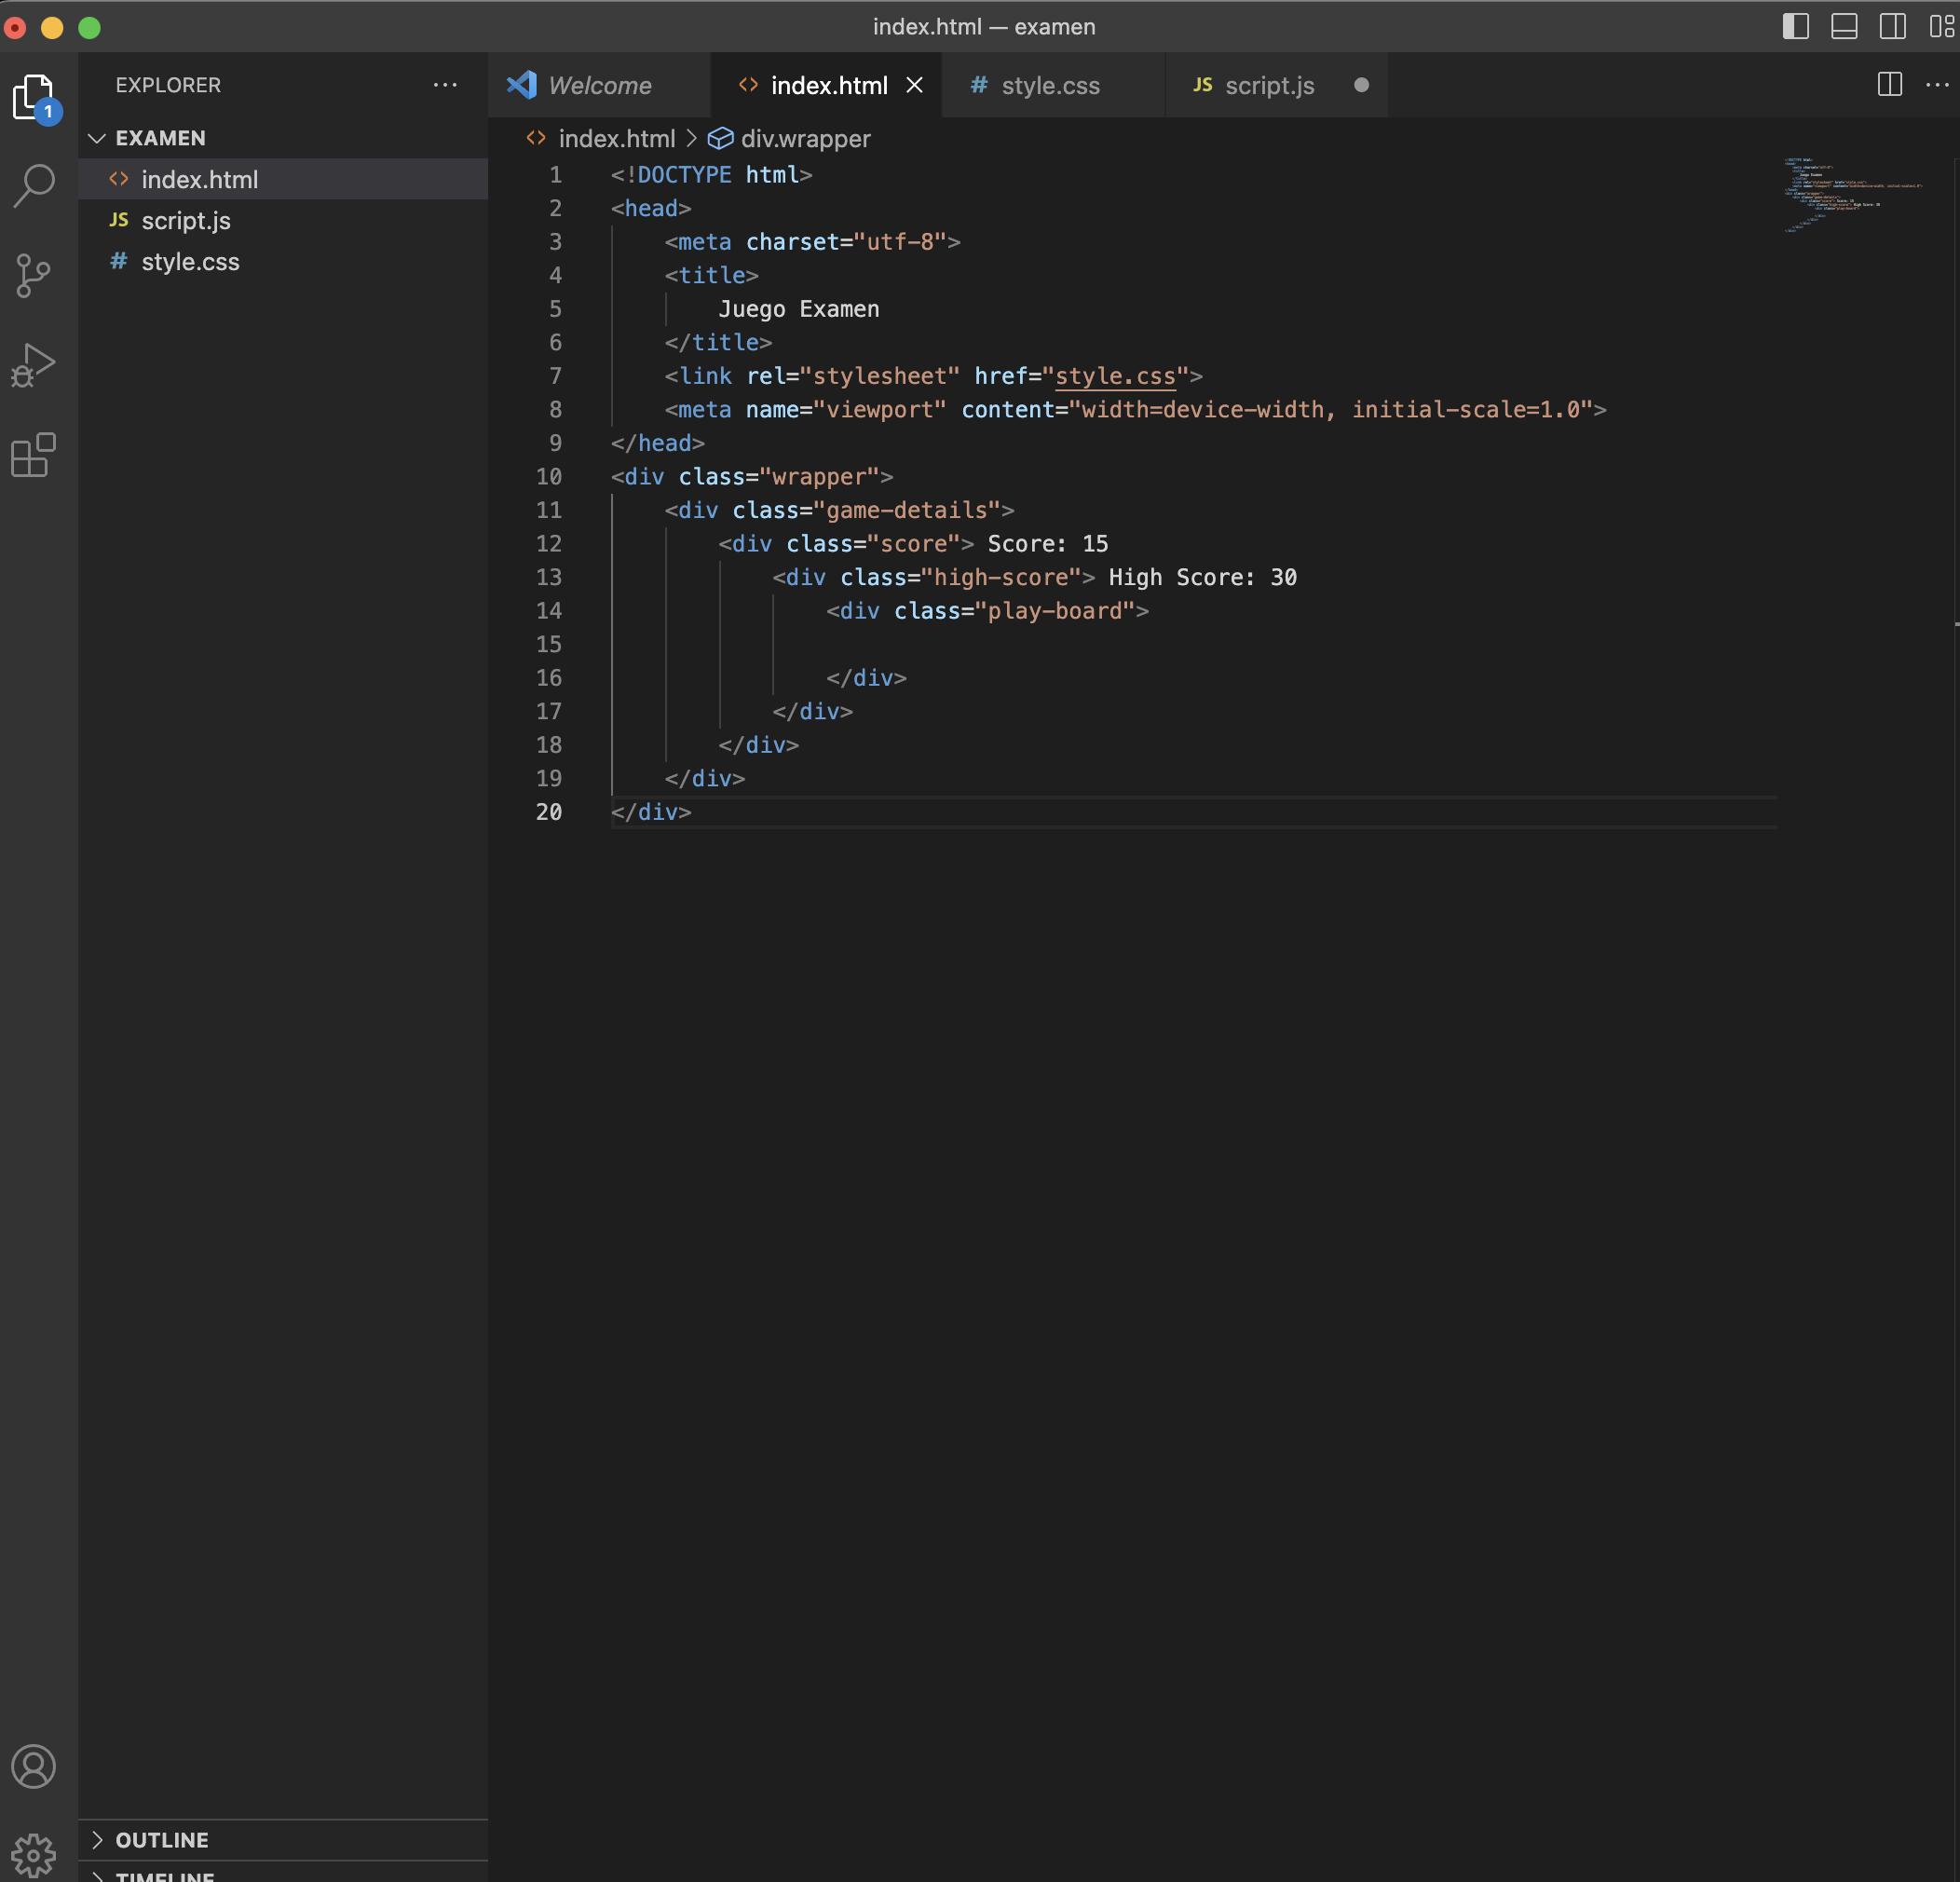 index.html — examen
EXPLORER
Welcome
index.html
# style.css
JS script.js
1
EXAMEN
index.html > div.wrapper
index.html
JS script.js
# style.css
1 <!DOCTYPE html>
2 <head>
3     <meta charset="utf-8">
4     <title>
5         Juego Examen
6     </title>
7     <link rel="stylesheet" href="style.css">
8     <meta name="viewport" content="width=device-width, initial-scale=1.0">
9 </head>
10 <div class="wrapper">
11     <div class="game-details">
12         <div class="score"> Score: 15
13             <div class="high-score"> High Score: 30
14                 <div class="play-board">
15
16                 </div>
17             </div>
18         </div>
19     </div>
20 </div>
OUTLINE
TIMELINE